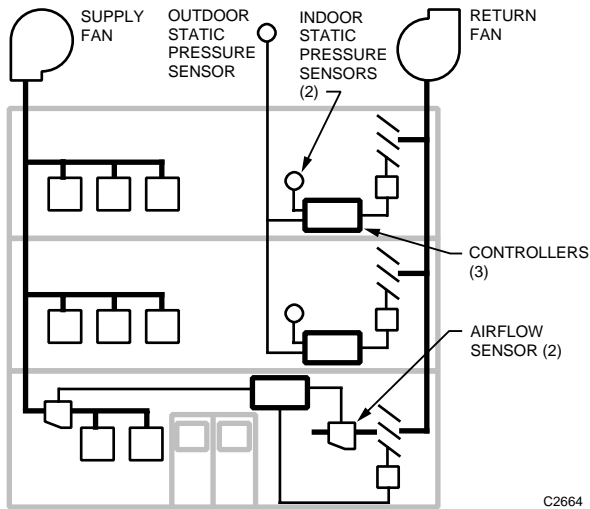 SUPPLY
FAN
OUTDOOR
STATIC
PRESSURE
SENSOR
INDOOR
STATIC
PRESSURE
SENSORS
(2)
RETURN
FAN
CONTROLLERS
(3)
AIRFLOW
SENSOR (2)
C2664